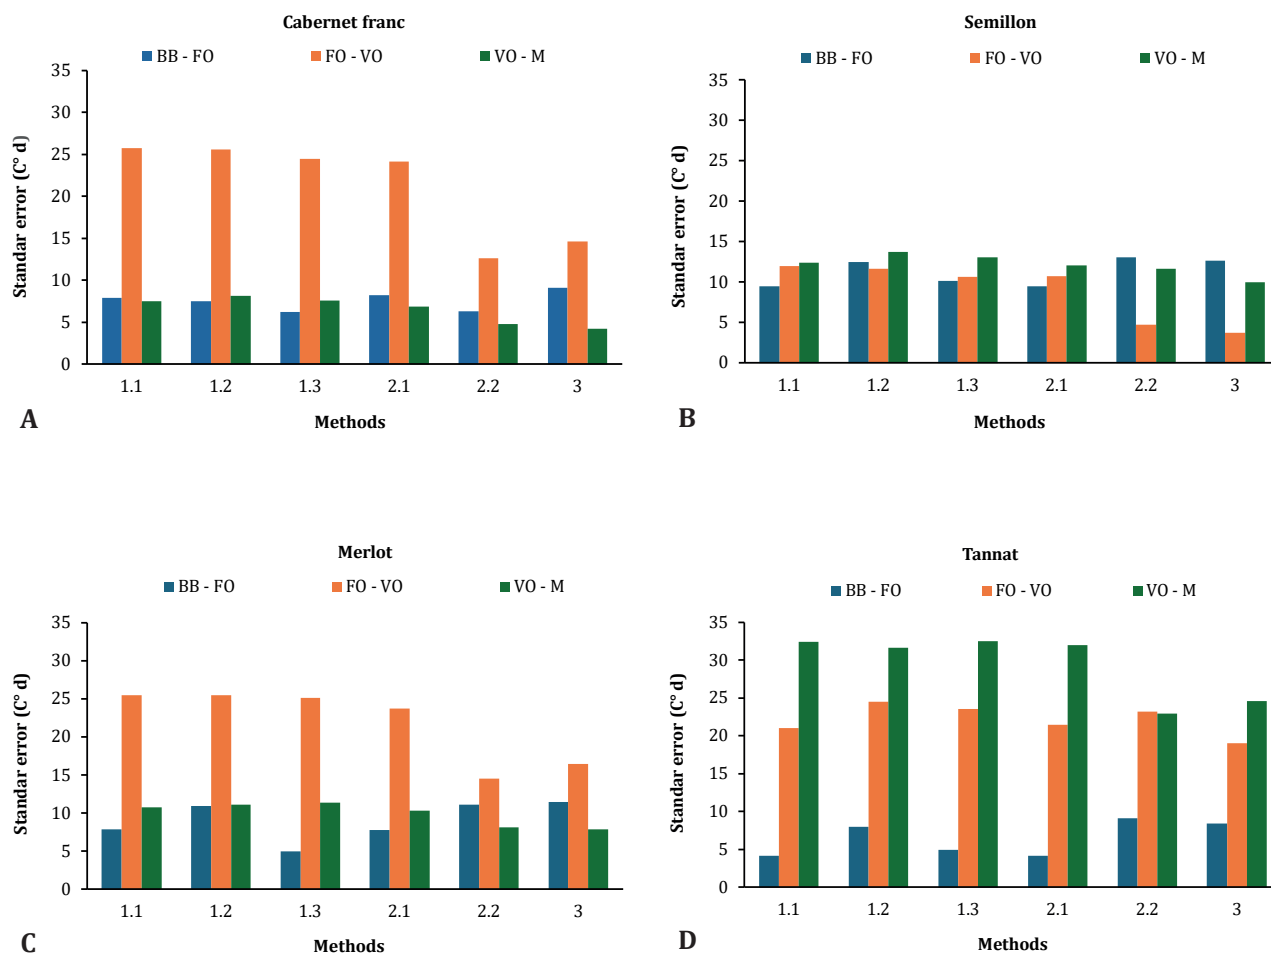 Cabernet franc
BB - FO FO - VO VO - M
35
30
25
20
15
10
5
0
Standar error (C° d)
1.1 1.2 1.3 2.1 2.2 3
Methods
A
Semillon
BB - FO FO - VO VO - M
35
30
25
20
15
10
5
0
Standar error (C° d)
1.1 1.2 1.3 2.1 2.2 3
Methods
B
Merlot
BB - FO FO - VO VO - M
35
30
25
20
15
10
5
0
Standar error (C° d)
1.1 1.2 1.3 2.1 2.2 3
Methods
C
Tannat
BB - FO FO - VO VO - M
35
30
25
20
15
10
5
0
Standar error (C° d)
1.1 1.2 1.3 2.1 2.2 3
Methods
D